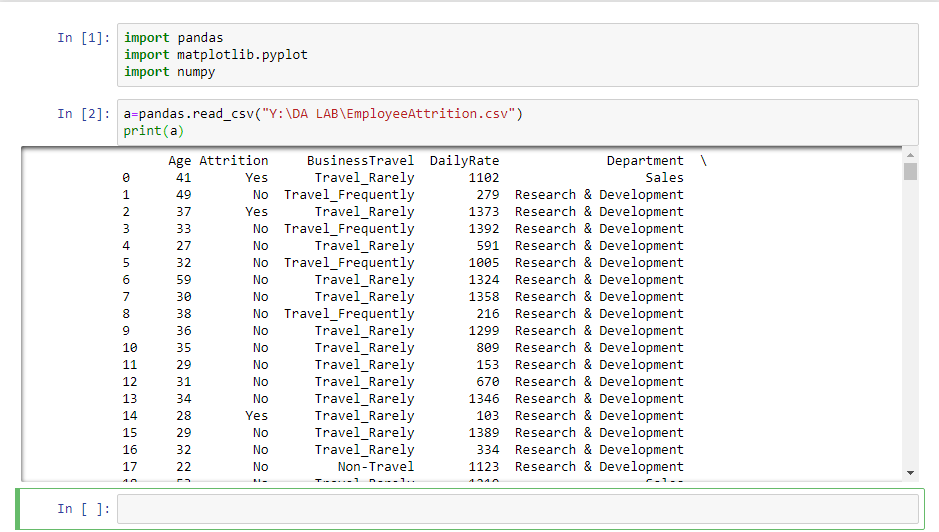 In [1]: import pandas
import matplotlib.pyplot
import numpy
In [2]: a=pandas.read_csv("Y:\DA LAB\EmployeeAttrition.csv")
print(a)
Age Attrition BusinessTravel DailyRate Department \
0 41 Yes Travel_Rarely 1102 Sales
1 49 No Travel_Frequently 279 Research & Development
2 37 Yes Travel_Rarely 1373 Research & Development
3 33 No Travel_Frequently 1392 Research & Development
4 27 No Travel_Rarely 591 Research & Development
5 32 No Travel_Frequently 1005 Research & Development
6 59 No Travel_Rarely 1324 Research & Development
7 30 No Travel_Rarely 1358 Research & Development
8 38 No Travel_Frequently 216 Research & Development
9 36 No Travel_Rarely 1299 Research & Development
10 35 No Travel_Rarely 809 Research & Development
11 29 No Travel_Rarely 153 Research & Development
12 31 No Travel_Rarely 670 Research & Development
13 34 No Travel_Rarely 1346 Research & Development
14 28 Yes Travel_Rarely 103 Research & Development
15 29 No Travel_Rarely 1389 Research & Development
16 32 No Travel_Rarely 334 Research & Development
17 22 No Non-Travel 1123 Research & Development
In [ ]: